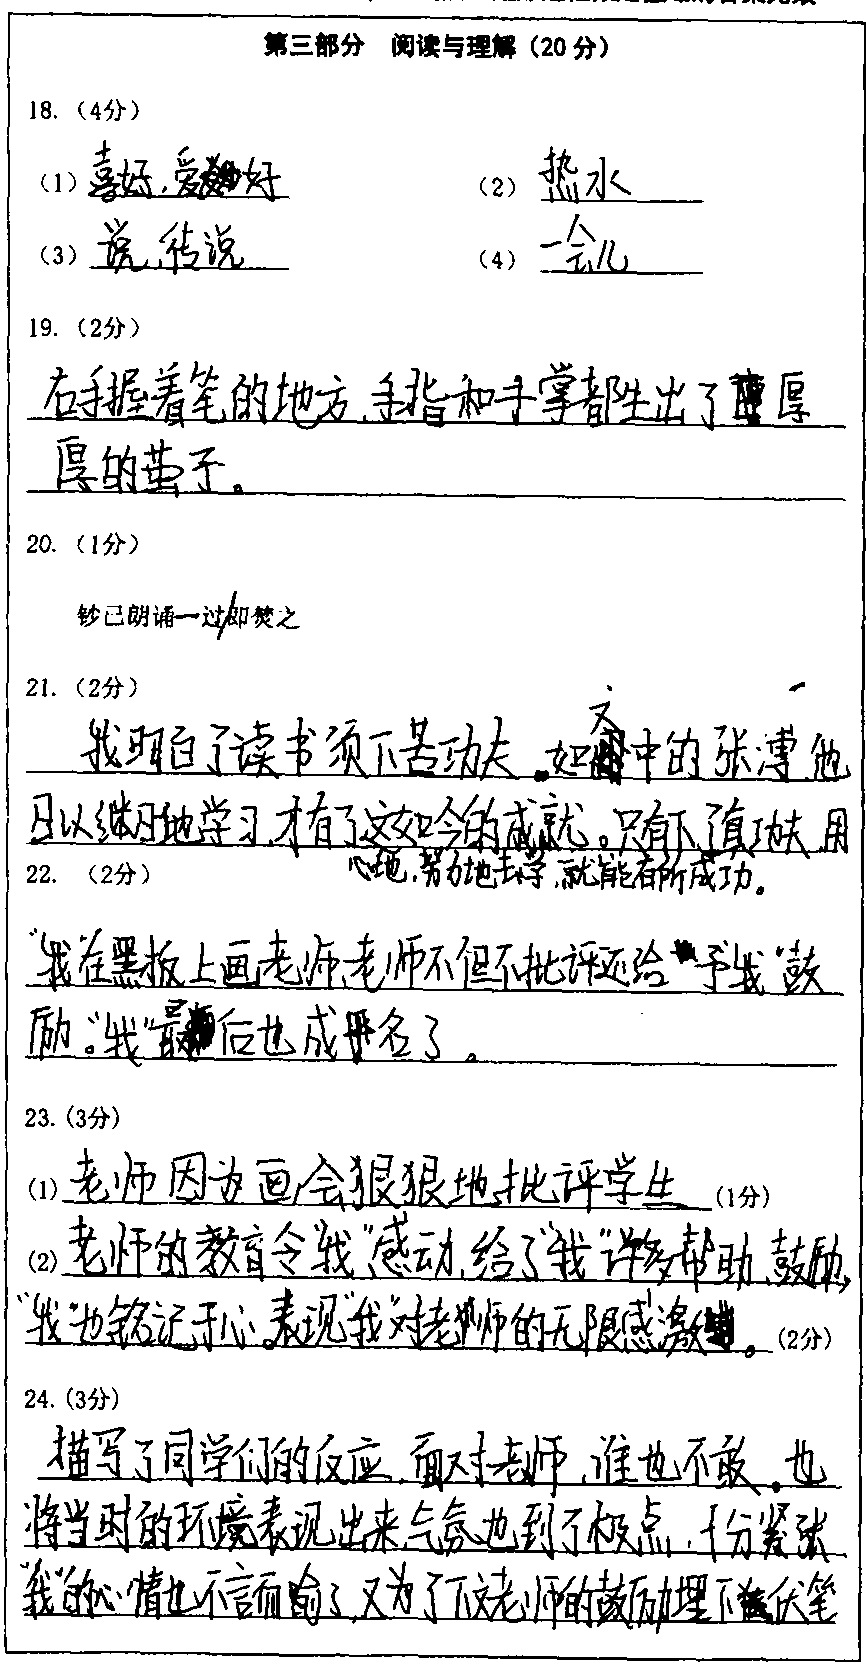 第三部分 阅读与理解（20分）
18.（4分）
（1）喜好,爱好
（2）热水
（3）说,传说
（4）一会儿
19.（2分）
右手握着笔的地方,手指和手掌都生出了厚
厚的茧子。
20.（1分）
钞已朗诵一过/即焚之
21.（2分）
我明白了读书须下苦功夫。如文中的张溥他
日以继日地学习,才有了这如今的成就。只有下了真功夫,用
心地,努力地去学,就能有所成功。
22.（2分）
"我"在黑板上画老师,老师不但不批评还给予"我"鼓
励。"我"最后也成名了。
23.(3分)
(1)老师因为画,会狠狠地批评学生(1分)
(2)老师的教育令"我"感动,给了"我"许多帮助、鼓励,
"我"也铭记于心。表现"我"对老师的无限感激。(2分)
24.(3分)
描写了同学们的反应,面对老师,谁也不敢。也
将当时的环境表现出来,气氛也到了极点,十分紧张
"我"的心情也不言而喻了,又为了下文老师的鼓励埋下伏笔